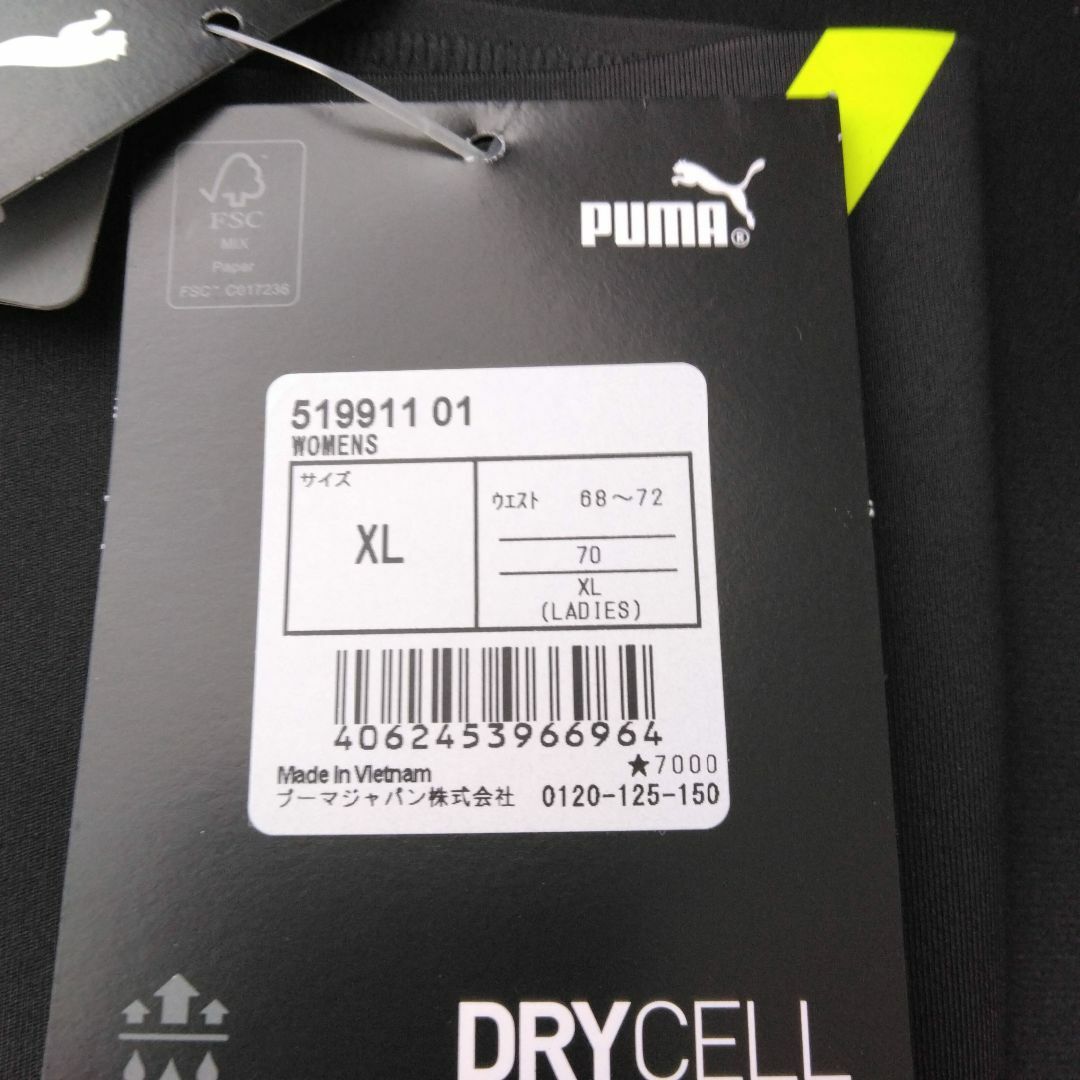 FSC
MIX
Paper
FSC™ C017236
PUMA®
519911 01
WOMENS
サイズ
XL
ウエスト 68～72
70
XL
(LADIES)
4062453966964
★7000
Made in Vietnam
プーマジャパン株式会社 0120-125-150
DRYCELL